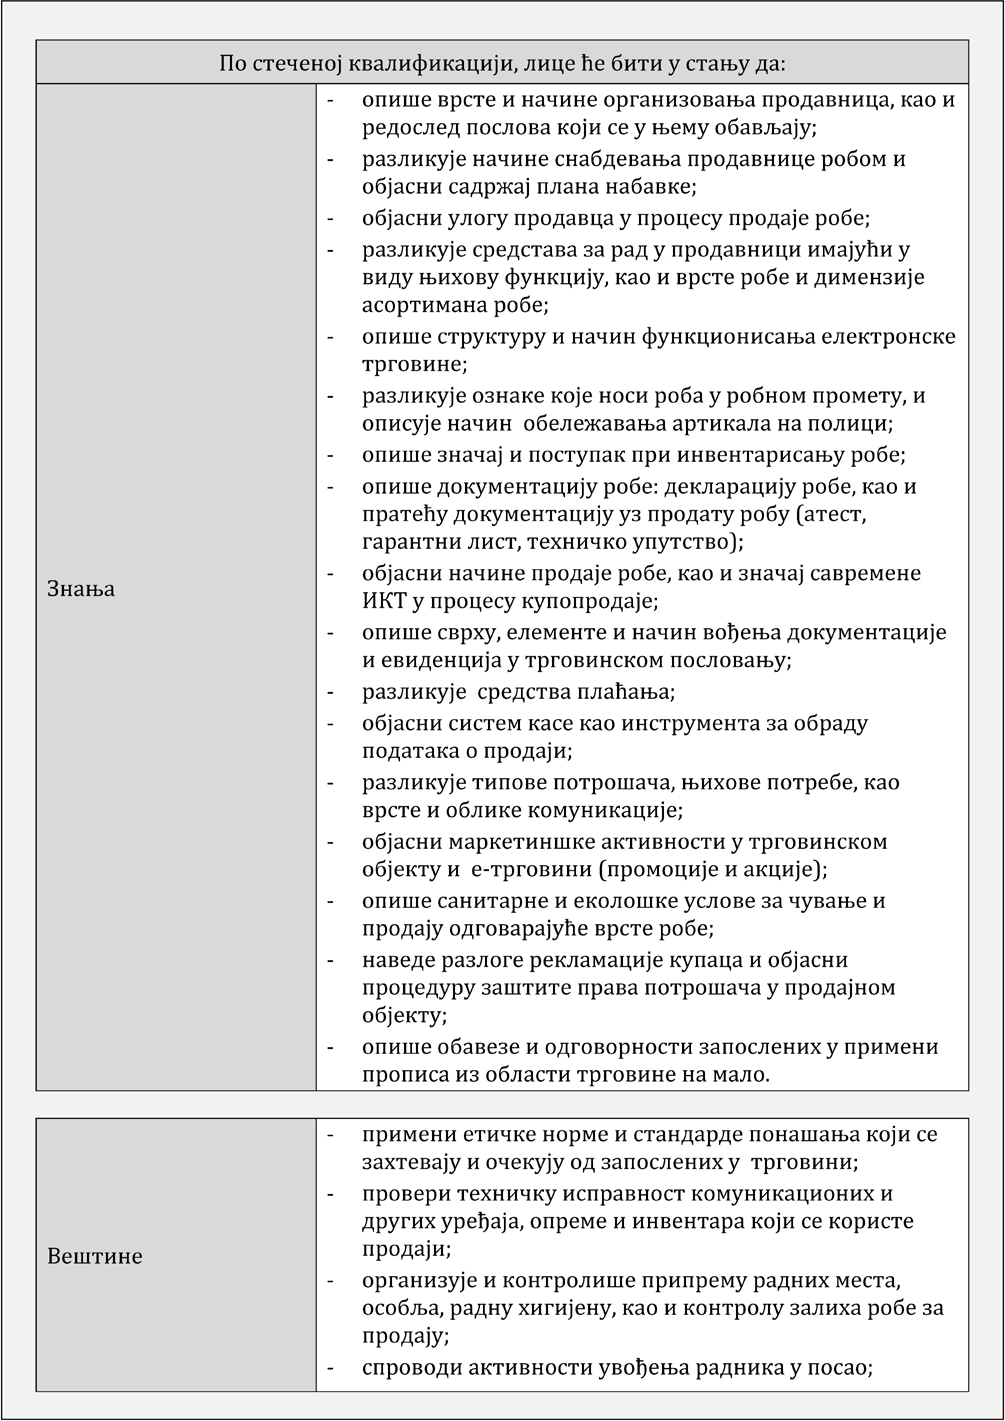 По стеченој квалификацији, лице ће бити у стању да:
Знања
- опише врсте и начине организовања продавница, као и
редослед послова који се у њему обављају;
- разликује начине снабдевања продавнице робом и
објасни садржај плана набавке;
- објасни улогу продавца у процесу продаје робе;
- разликује средстава за рад у продавници имајући у
виду њихову функцију, као и врсте робе и димензије
асортимана робе;
- опише структуру и начин функционисања електронске
трговине;
- разликује ознаке које носи роба у робном промету, и
описује начин обележавања артикала на полици;
- опише значај и поступак при инвентарисању робе;
- опише документацију робе: декларацију робе, као и
пратећу документацију уз продату робу (атест,
гарантни лист, техничко упутство);
- објасни начине продаје робе, као и значај савремене
ИКТ у процесу купопродаје;
- опише сврху, елементе и начин вођења документације
и евиденција у трговинском пословању;
- разликује средства плаћања;
- објасни систем касе као инструмента за обраду
података о продаји;
- разликује типове потрошача, њихове потребе, као
врсте и облике комуникације;
- објасни маркетиншке активности у трговинском
објекту и е-трговини (промоције и акције);
- опише санитарне и еколошке услове за чување и
продају одговарајуће врсте робе;
- наведе разлоге рекламације купаца и објасни
процедуру заштите права потрошача у продајном
објекту;
- опише обавезе и одговорности запослених у примени
прописа из области трговине на мало.
Вештине
- примени етичке норме и стандарде понашања који се
захтевају и очекују од запослених у трговини;
- провери техничку исправност комуникационих и
других уређаја, опреме и инвентара који се користе
продаји;
- организује и контролише припрему радних места,
особља, радну хигијену, као и контролу залиха робе за
продају;
- спроводи активности увођења радника у посао;